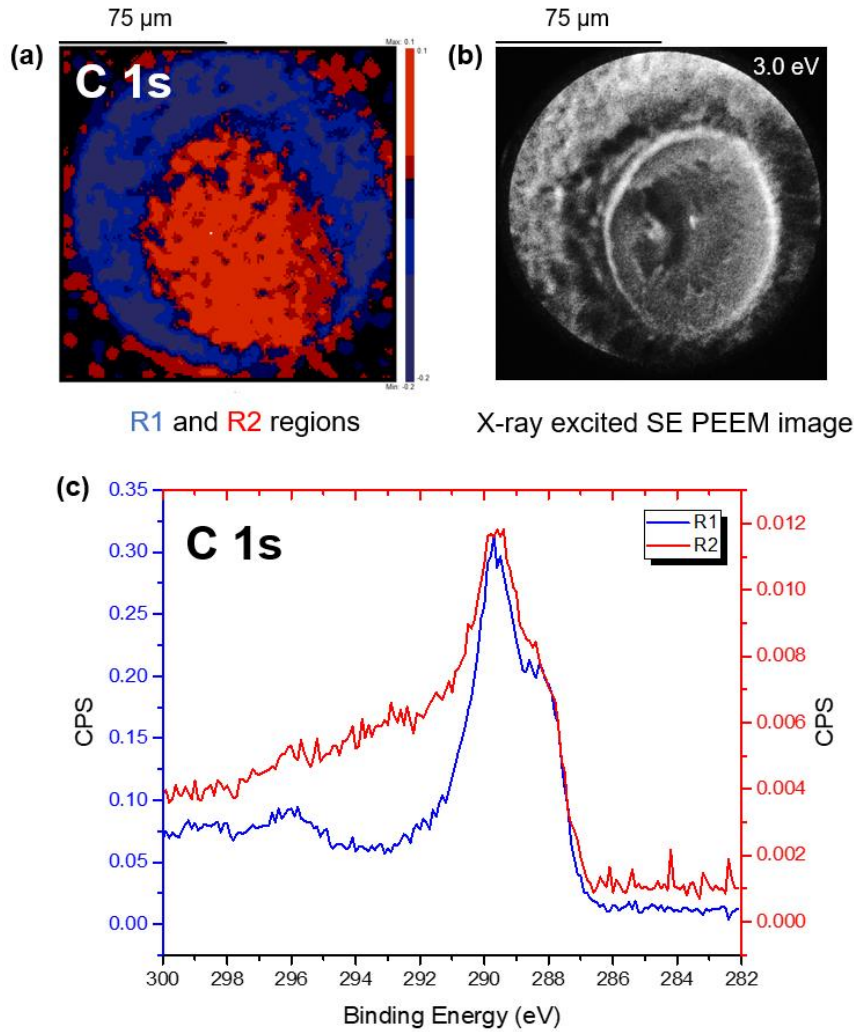 75 µm
75 µm
(a)
C 1s
Max: 0.1
0.1
-0.2
Min: -0.2
(b)
3.0 eV
R1 and R2 regions
X-ray excited SE PEEM image
(c)
C 1s
R1
R2
0.35
0.30
0.25
0.20
0.15
0.10
0.05
0.00
CPS
0.012
0.010
0.008
0.006
0.004
0.002
0.000
CPS
300
298
296
294
292
290
288
286
284
282
Binding Energy (eV)